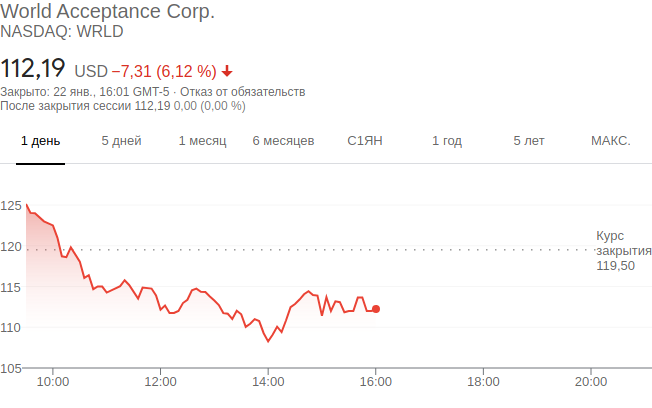 World Acceptance Corp.
NASDAQ: WRLD
112,19 USD −7,31 (6,12 %)
Закрыто: 22 янв., 16:01 GMT-5 · Отказ от обязательств
После закрытия сессии 112,19 0,00 (0,00 %)
1 день 5 дней 1 месяц 6 месяцев С1ЯН 1 год 5 лет МАКС.
125
120
115
110
105
Курс
закрытия
119,50
10:00 12:00 14:00 16:00 18:00 20:00